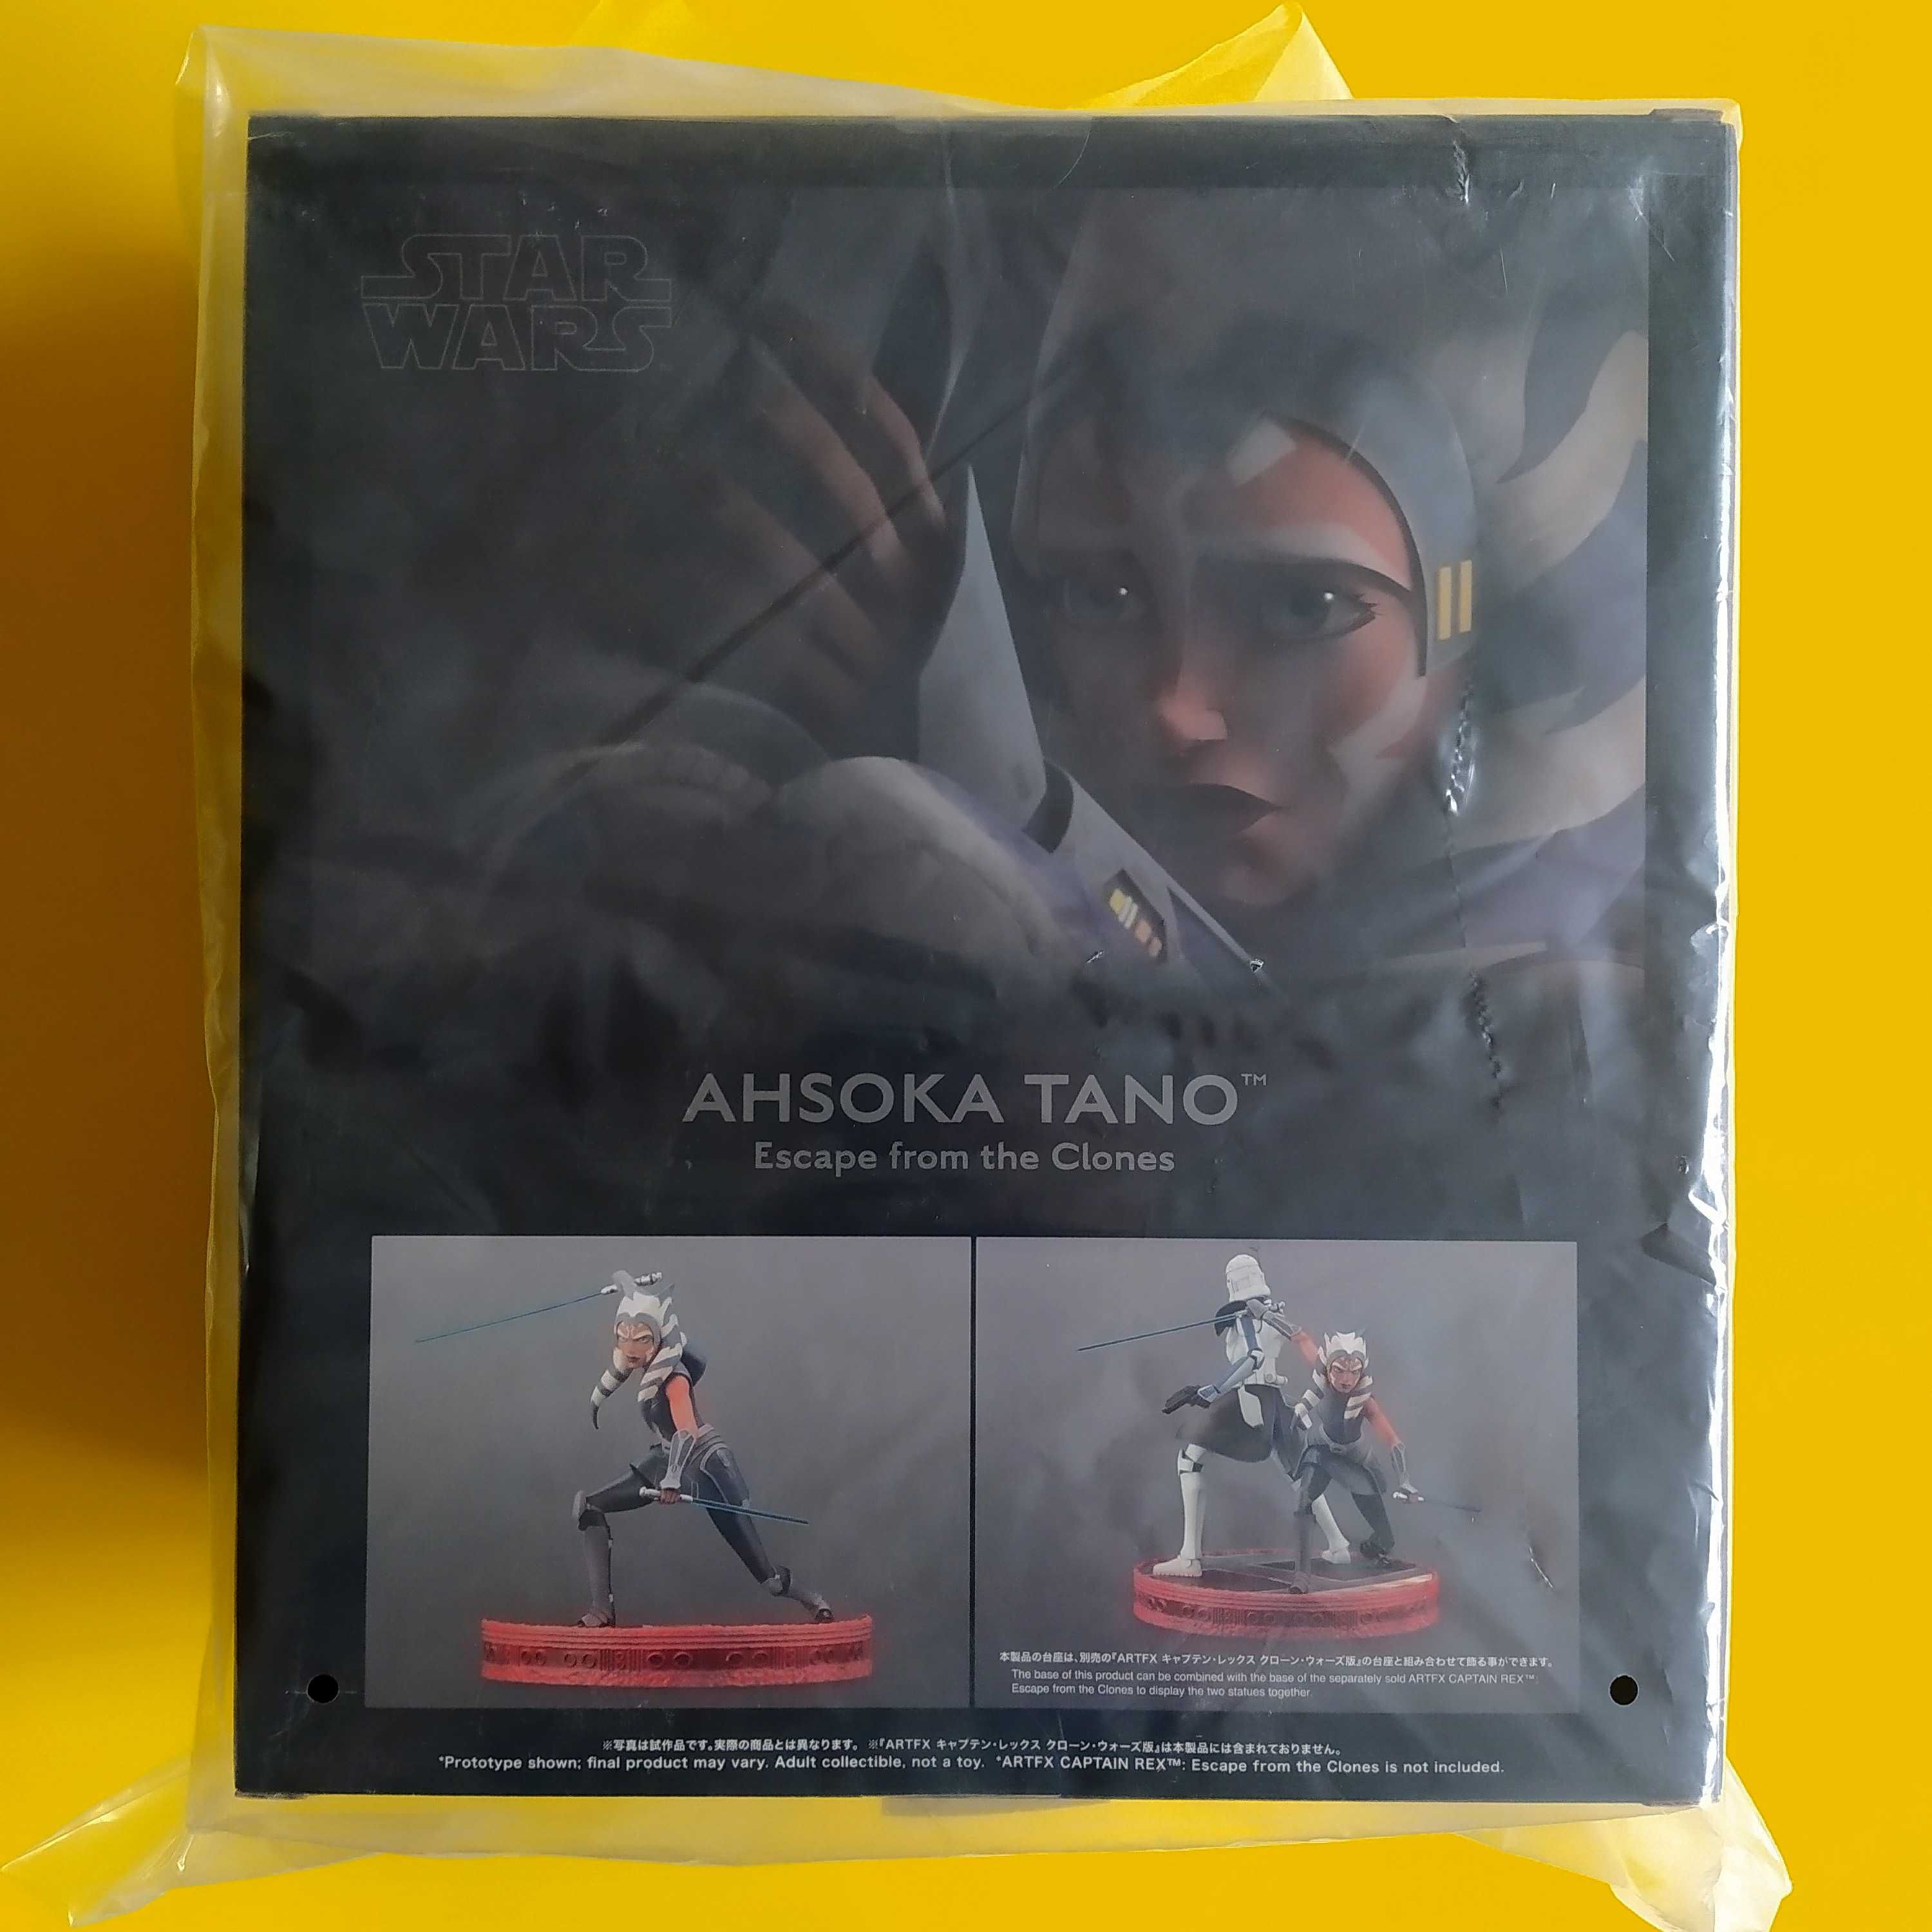 STAR
WARS
AHSOKA TANO™
Escape from the Clones
本製品の台座は、別売の『ARTFX キャプテン・レックス クローン・ウォーズ版』の台座と組み合わせて飾る事ができます。
The base of this product can be combined with the base of the separately sold ARTFX CAPTAIN REX™:
Escape from the Clones to display the two statues together.
※写真は試作品です。実際の商品とは異なります。 ※『ARTFX キャプテン・レックス クローン・ウォーズ版』は本製品には含まれておりません。
*Prototype shown; final product may vary. Adult collectible, not a toy. *ARTFX CAPTAIN REX™: Escape from the Clones is not included.